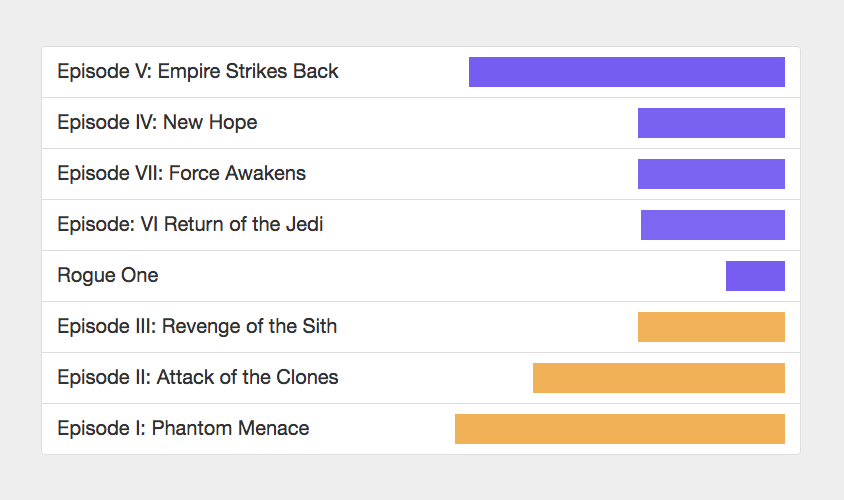 Episode V: Empire Strikes Back
Episode IV: New Hope
Episode VII: Force Awakens
Episode: VI Return of the Jedi
Rogue One
Episode III: Revenge of the Sith
Episode II: Attack of the Clones
Episode I: Phantom Menace